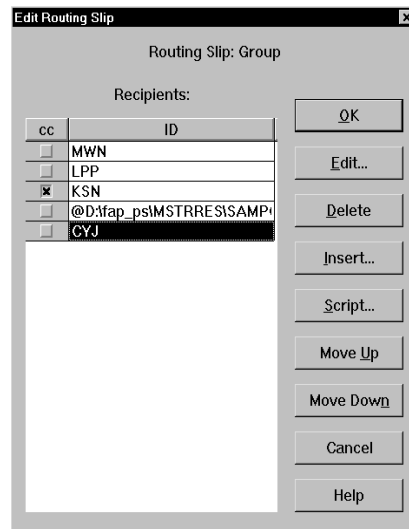 Edit Routing Slip
Routing Slip: Group
Recipients:
cc ID
MWN
LPP
KSN
@D:\fap_ps\MSTRRES\SAMP
CYJ
OK
Edit...
Delete
Insert...
Script...
Move Up
Move Down
Cancel
Help